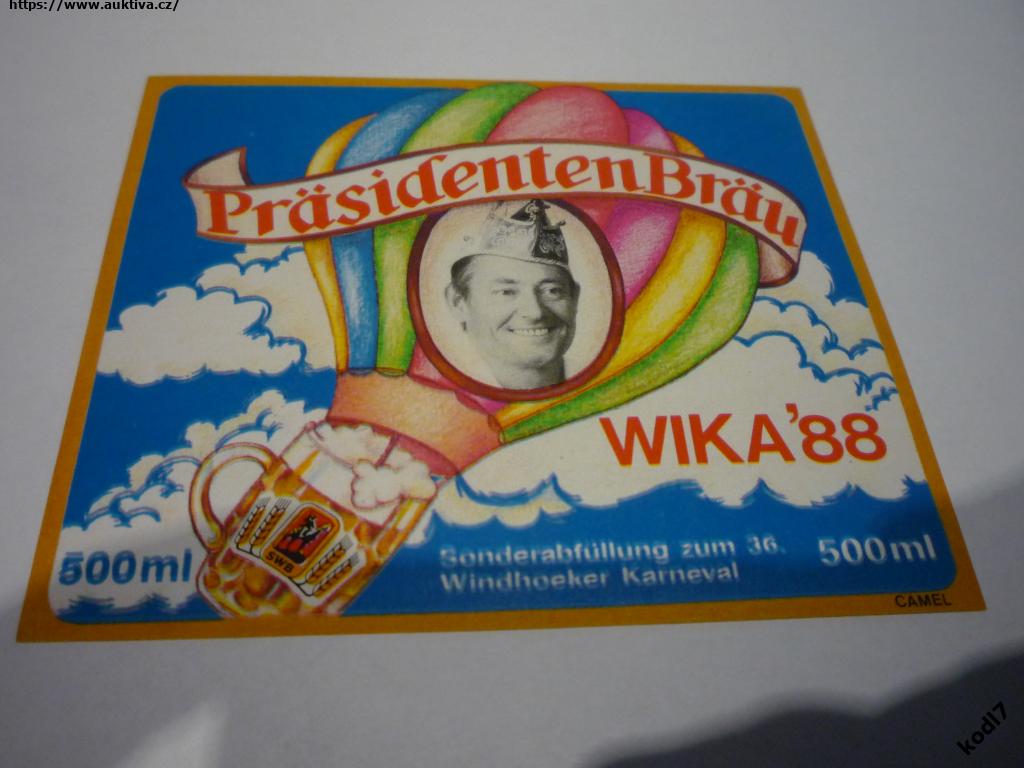 https://www.auktiva.cz/
PräsidentenBräu
WIKA'88
SWB
500ml
Sonderabfüllung zum 36.
Windhoeker Karneval
500ml
CAMEL
kodl7